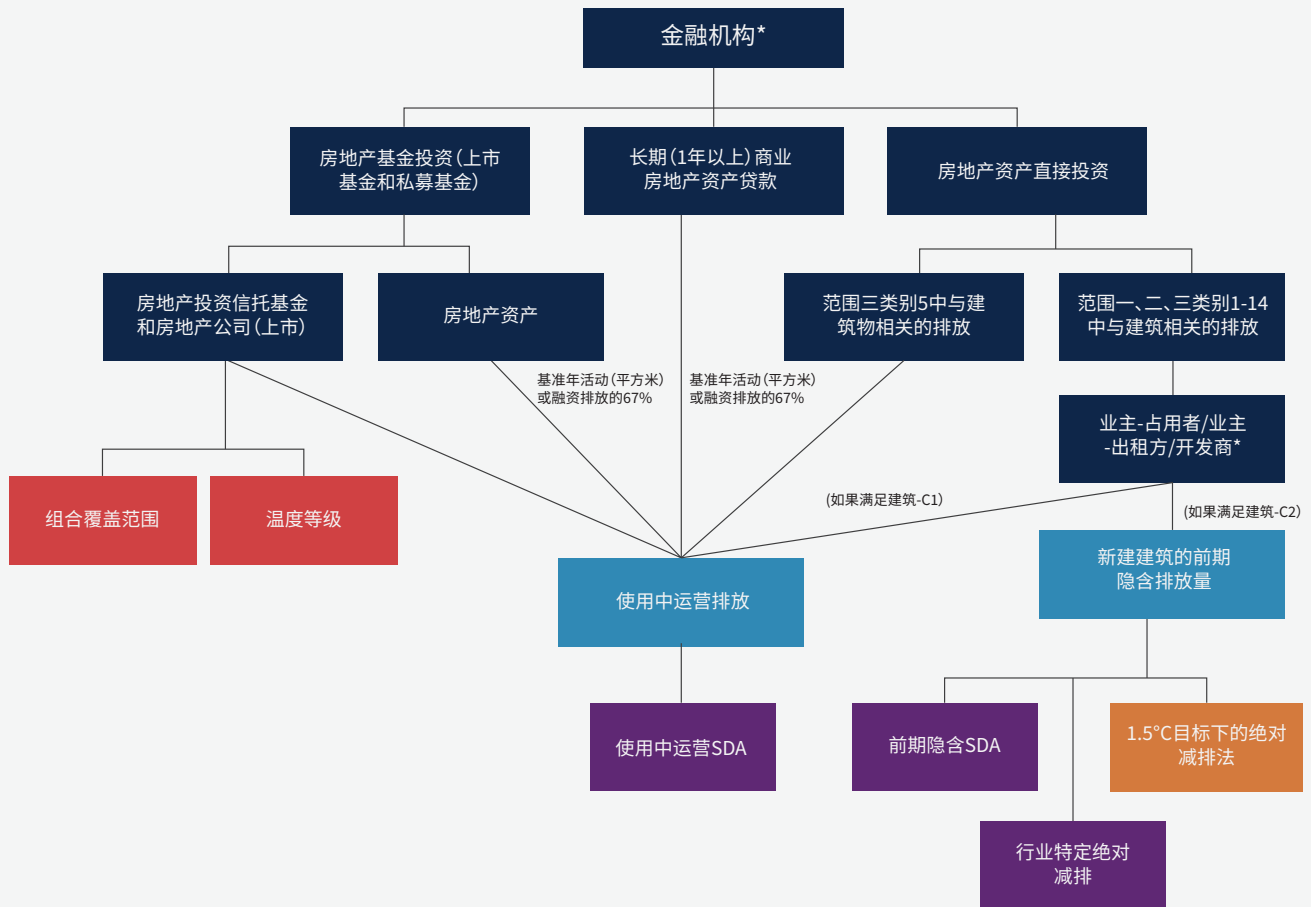 金融机构*
房地产基金投资（上市
基金和私募基金）
长期（1年以上）商业
房地产资产贷款
房地产资产直接投资
房地产投资信托基金
和房地产公司（上市）
房地产资产
范围三类别5中与建
筑物相关的排放
范围一、二、三类别1-14
中与建筑相关的排放
基准年活动（平方米）
或融资排放的67%
基准年活动（平方米）
或融资排放的67%
业主-占用者/业主
-出租方/开发商*
组合覆盖范围
温度等级
(如果满足建筑-C1)
(如果满足建筑-C2)
使用中运营排放
新建建筑的前期
隐含排放量
使用中运营SDA
前期隐含SDA
1.5°C目标下的绝对
减排法
行业特定绝对
减排